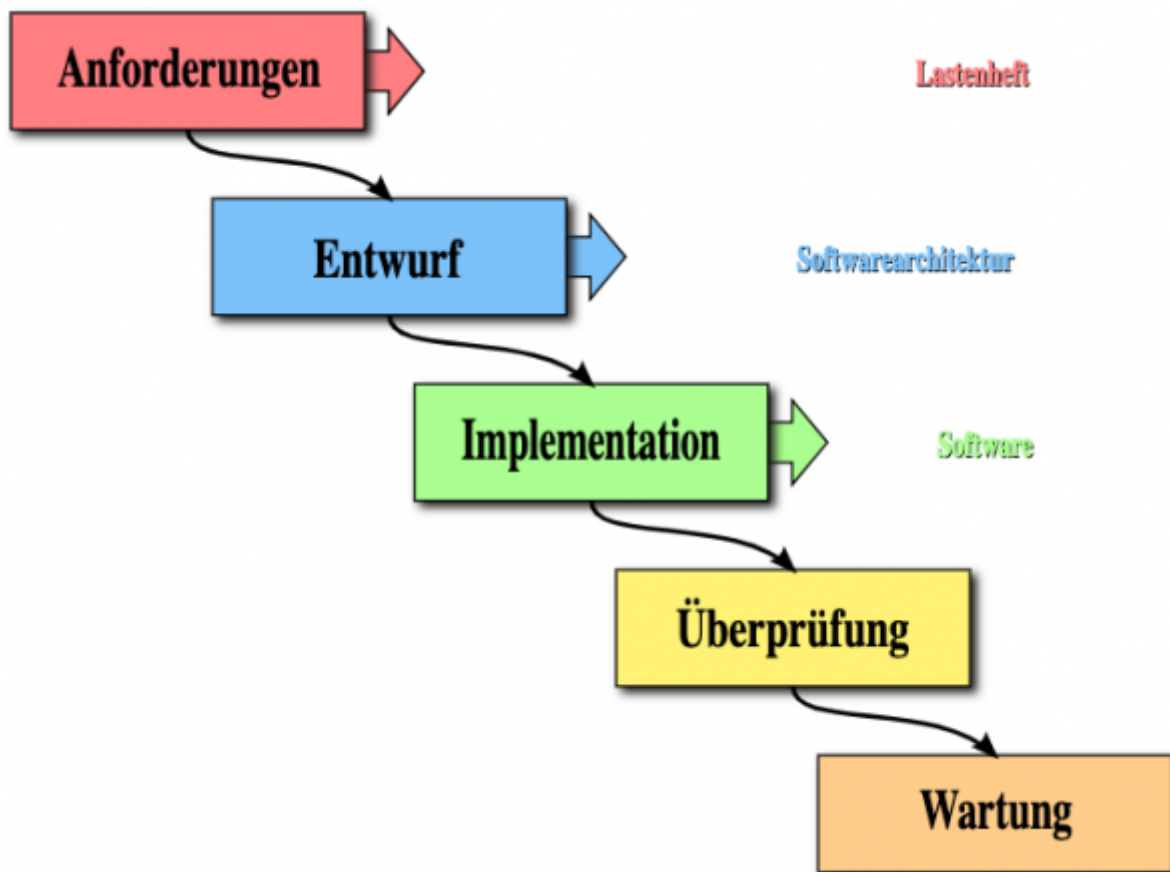 Anforderungen
Lastenheft
Entwurf
Softwarearchitektur
Implementation
Software
Überprüfung
Wartung